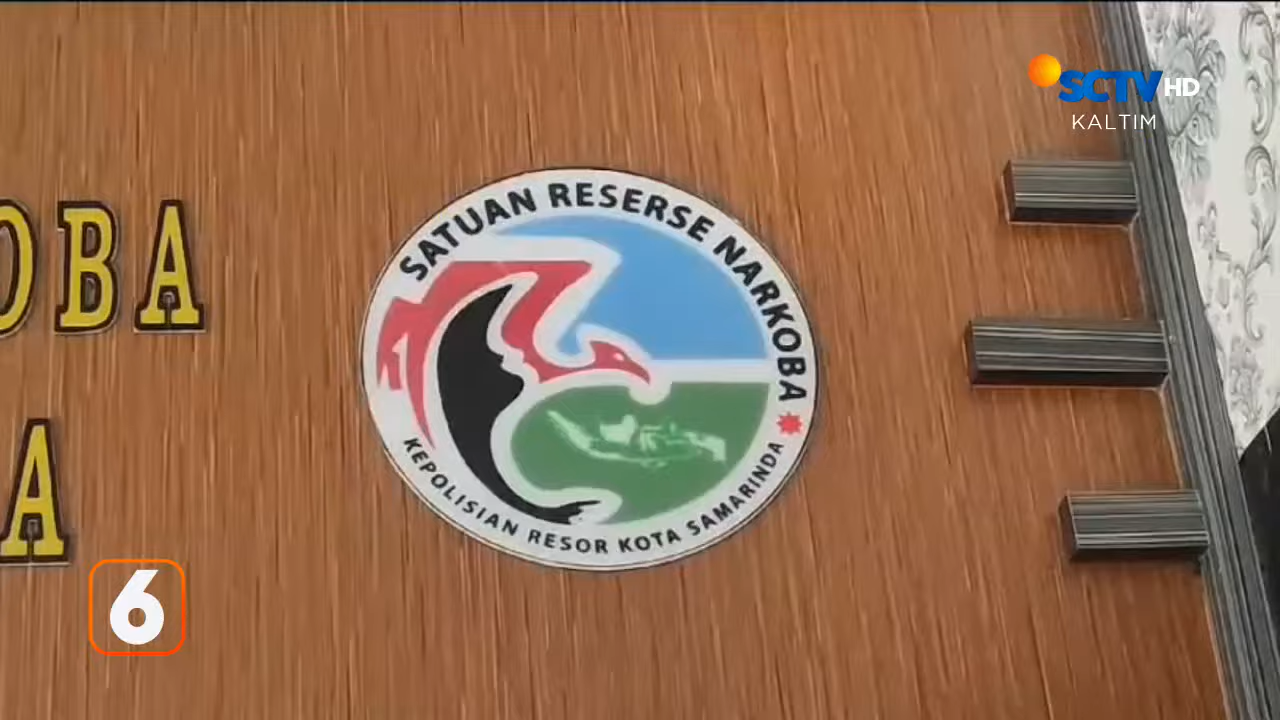 SCTV HD
KALTIM
SATUAN RESERSE NARKOBA
OBA
A
KEPOLISIAN RESOR KOTA SAMARINDA
6